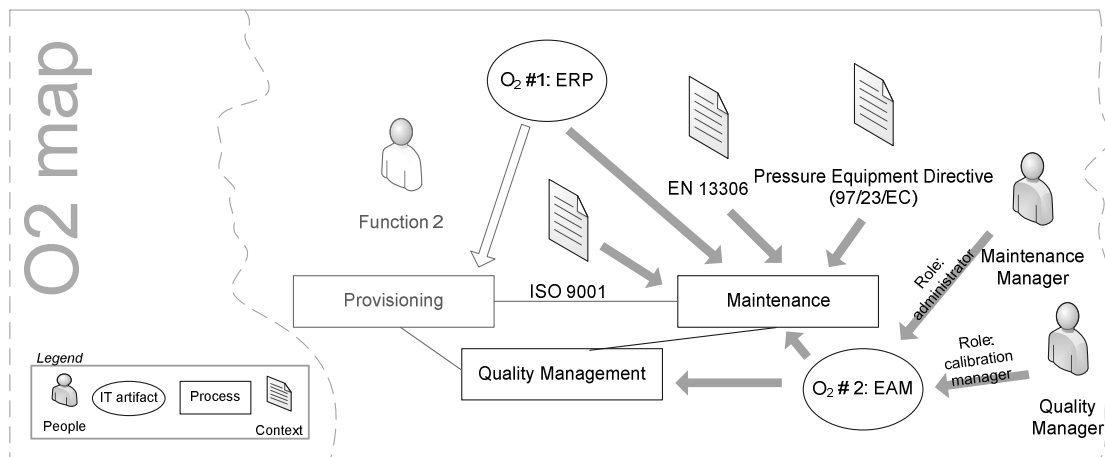 O2 map
O₂ #1: ERP
Function 2
EN 13306
Pressure Equipment Directive
(97/23/EC)
Maintenance
Manager
ISO 9001
Provisioning
Maintenance
Role:
administrator
Quality Management
O₂ # 2: EAM
Role:
calibration
manager
Quality
Manager
Legend
People
IT artifact
Process
Context